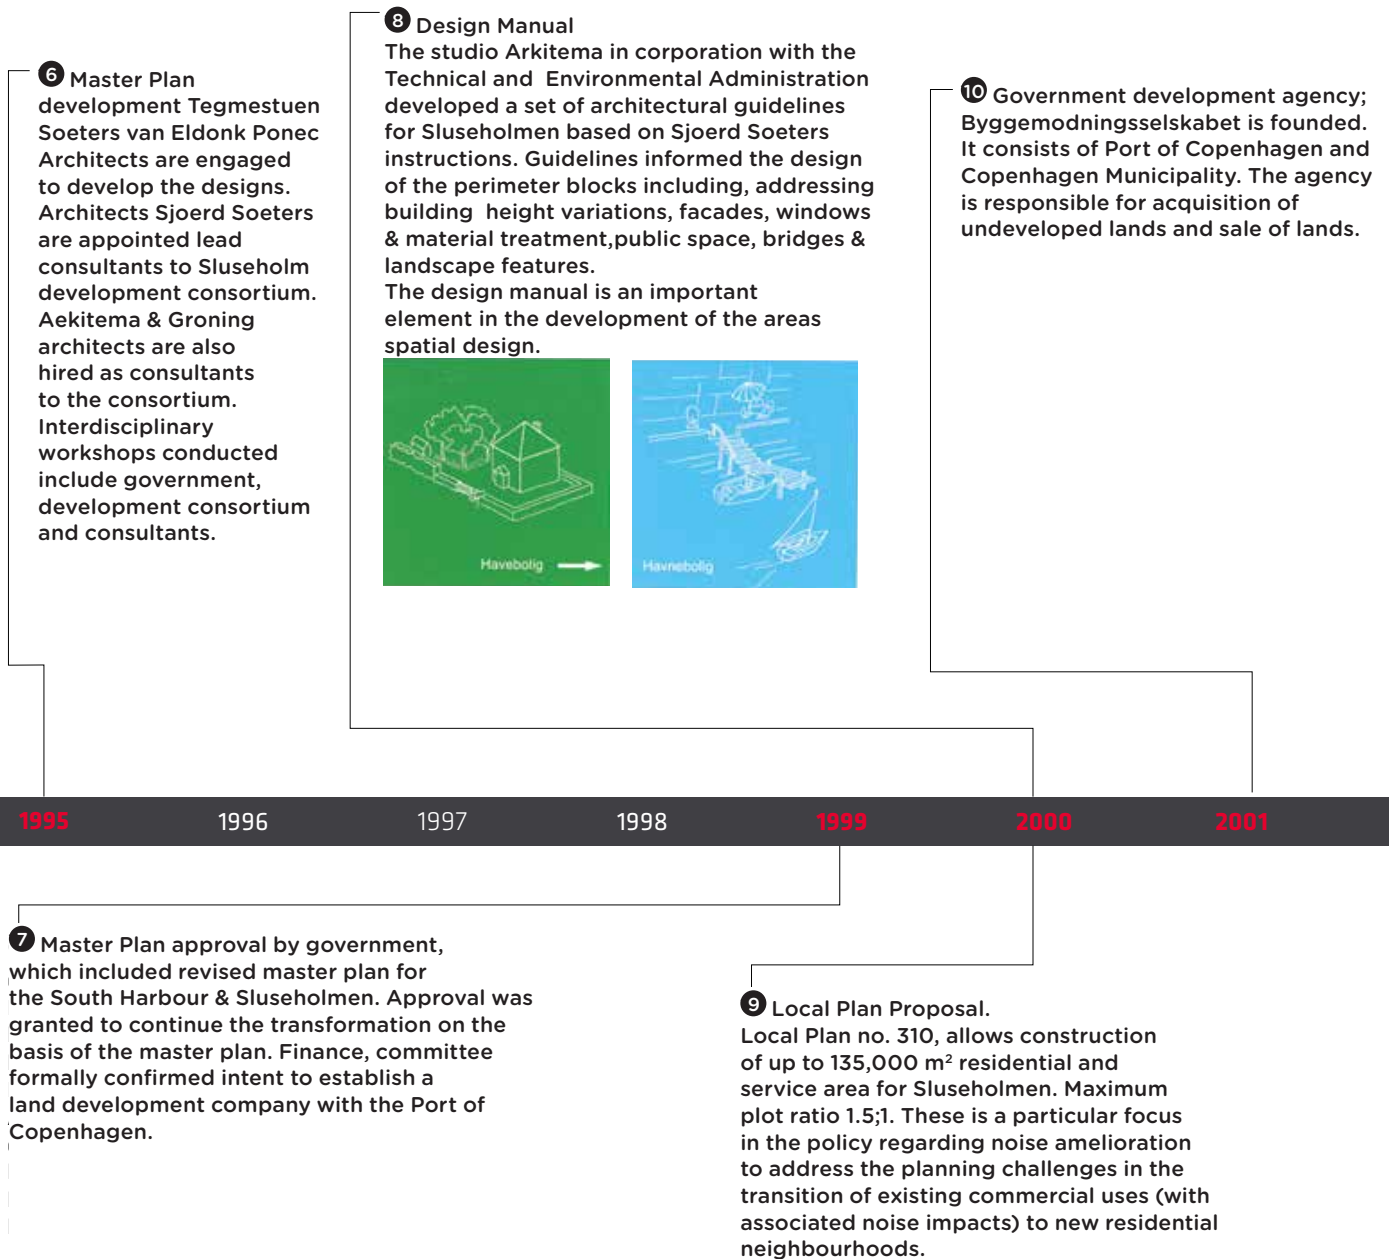 6 Master Plan
development Tegmestuen
Soeters van Eldonk Ponec
Architects are engaged
to develop the designs.
Architects Sjoerd Soeters
are appointed lead
consultants to Sluseholm
development consortium.
Aekitema & Groning
architects are also
hired as consultants
to the consortium.
Interdisciplinary
workshops conducted
include government,
development consortium
and consultants.
8 Design Manual
The studio Arkitema in corporation with the
Technical and Environmental Administration
developed a set of architectural guidelines
for Sluseholmen based on Sjoerd Soeters
instructions. Guidelines informed the design
of the perimeter blocks including, addressing
building height variations, facades, windows
& material treatment,public space, bridges &
landscape features.
The design manual is an important
element in the development of the areas
spatial design.
Havebolig
Havnebolig
10 Government development agency;
Byggemodningsselskabet is founded.
It consists of Port of Copenhagen and
Copenhagen Municipality. The agency
is responsible for acquisition of
undeveloped lands and sale of lands.
1995 1996 1997 1998 1999 2000 2001
7 Master Plan approval by government,
which included revised master plan for
the South Harbour & Sluseholmen. Approval was
granted to continue the transformation on the
basis of the master plan. Finance, committee
formally confirmed intent to establish a
land development company with the Port of
Copenhagen.
9 Local Plan Proposal.
Local Plan no. 310, allows construction
of up to 135,000 m² residential and
service area for Sluseholmen. Maximum
plot ratio 1.5;1. These is a particular focus
in the policy regarding noise amelioration
to address the planning challenges in the
transition of existing commercial uses (with
associated noise impacts) to new residential
neighbourhoods.